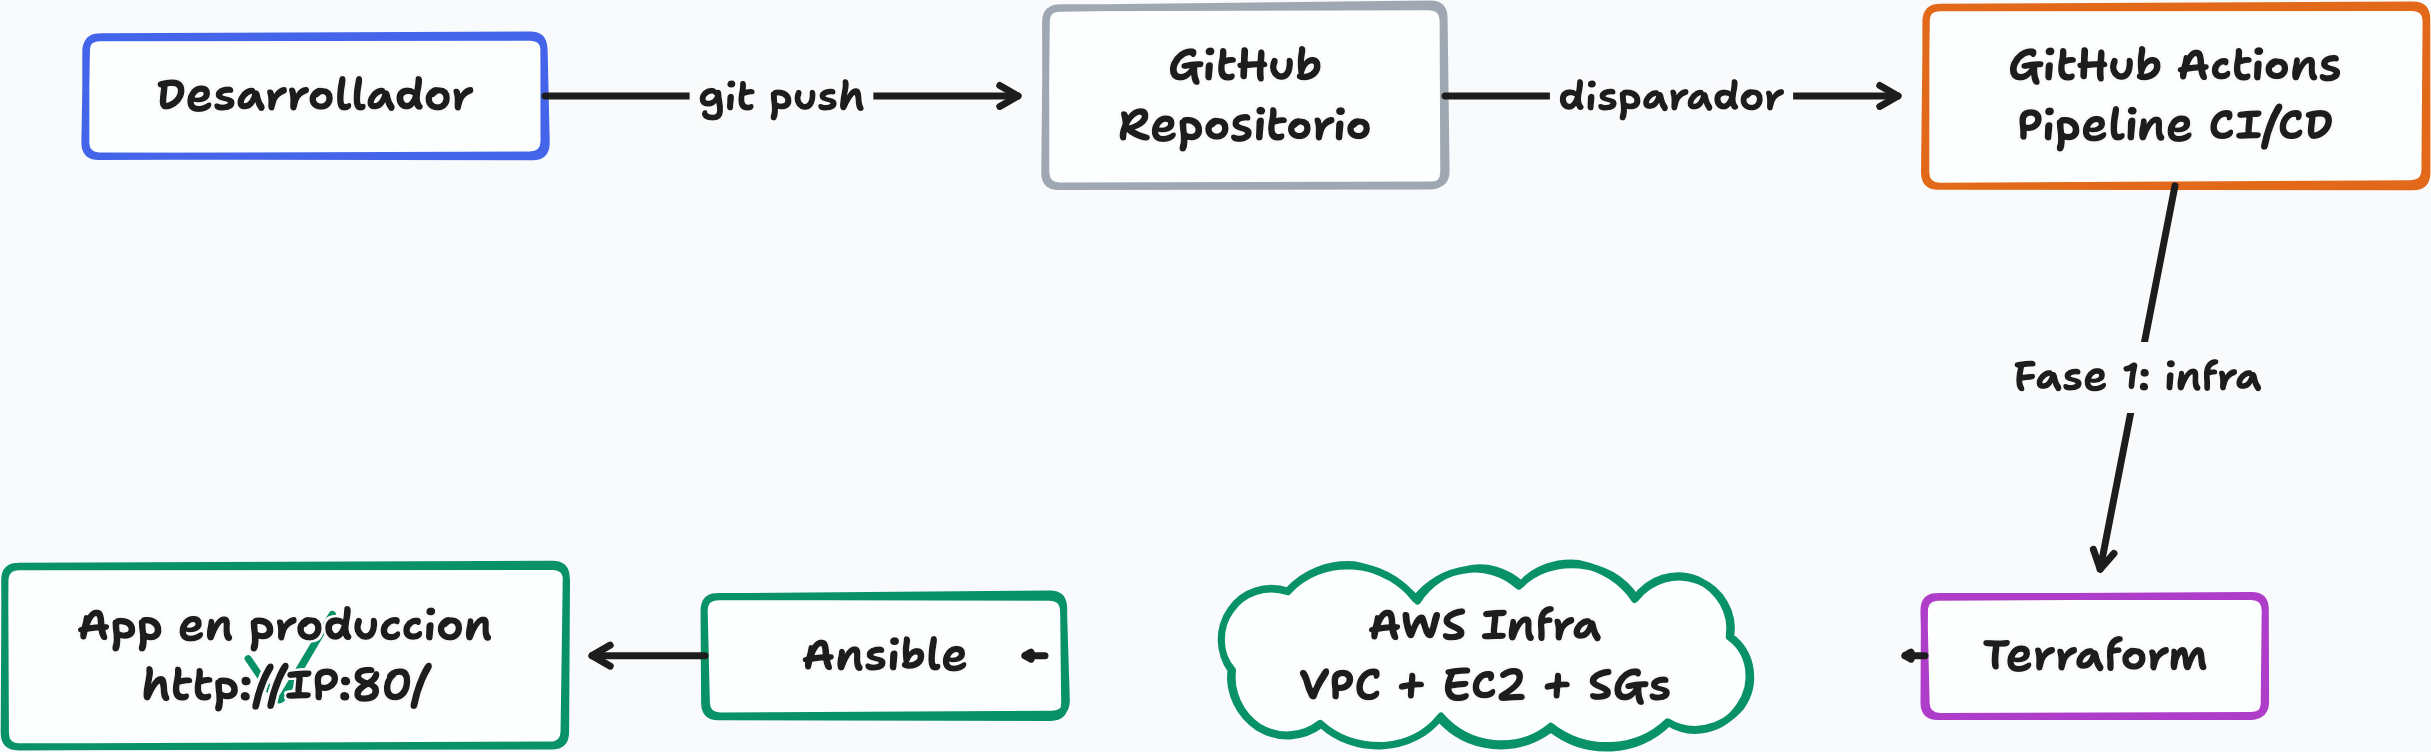 Desarrollador
git push
GitHub
Repositorio
disparador
GitHub Actions
Pipeline CI/CD
Fase 1: infra
App en produccion
http://IP:80/
Ansible
AWS Infra
VPC + EC2 + SGs
Terraform